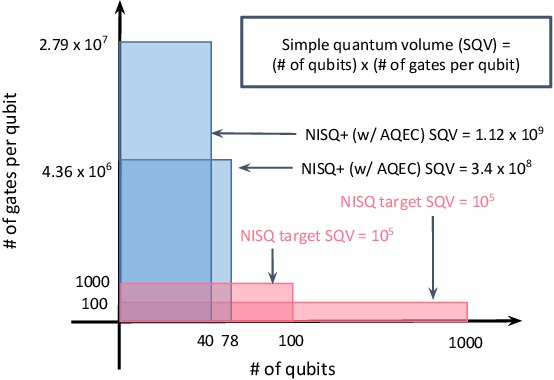 Simple quantum volume (SQV) =
(# of qubits) x (# of gates per qubit)
2.79 x 10⁷
NISQ+ (w/ AQEC) SQV = 1.12 x 10⁹
4.36 x 10⁶
NISQ+ (w/ AQEC) SQV = 3.4 x 10⁸
NISQ target SQV = 10⁵
NISQ target SQV = 10⁵
# of gates per qubit
1000
100
40
78
100
1000
# of qubits